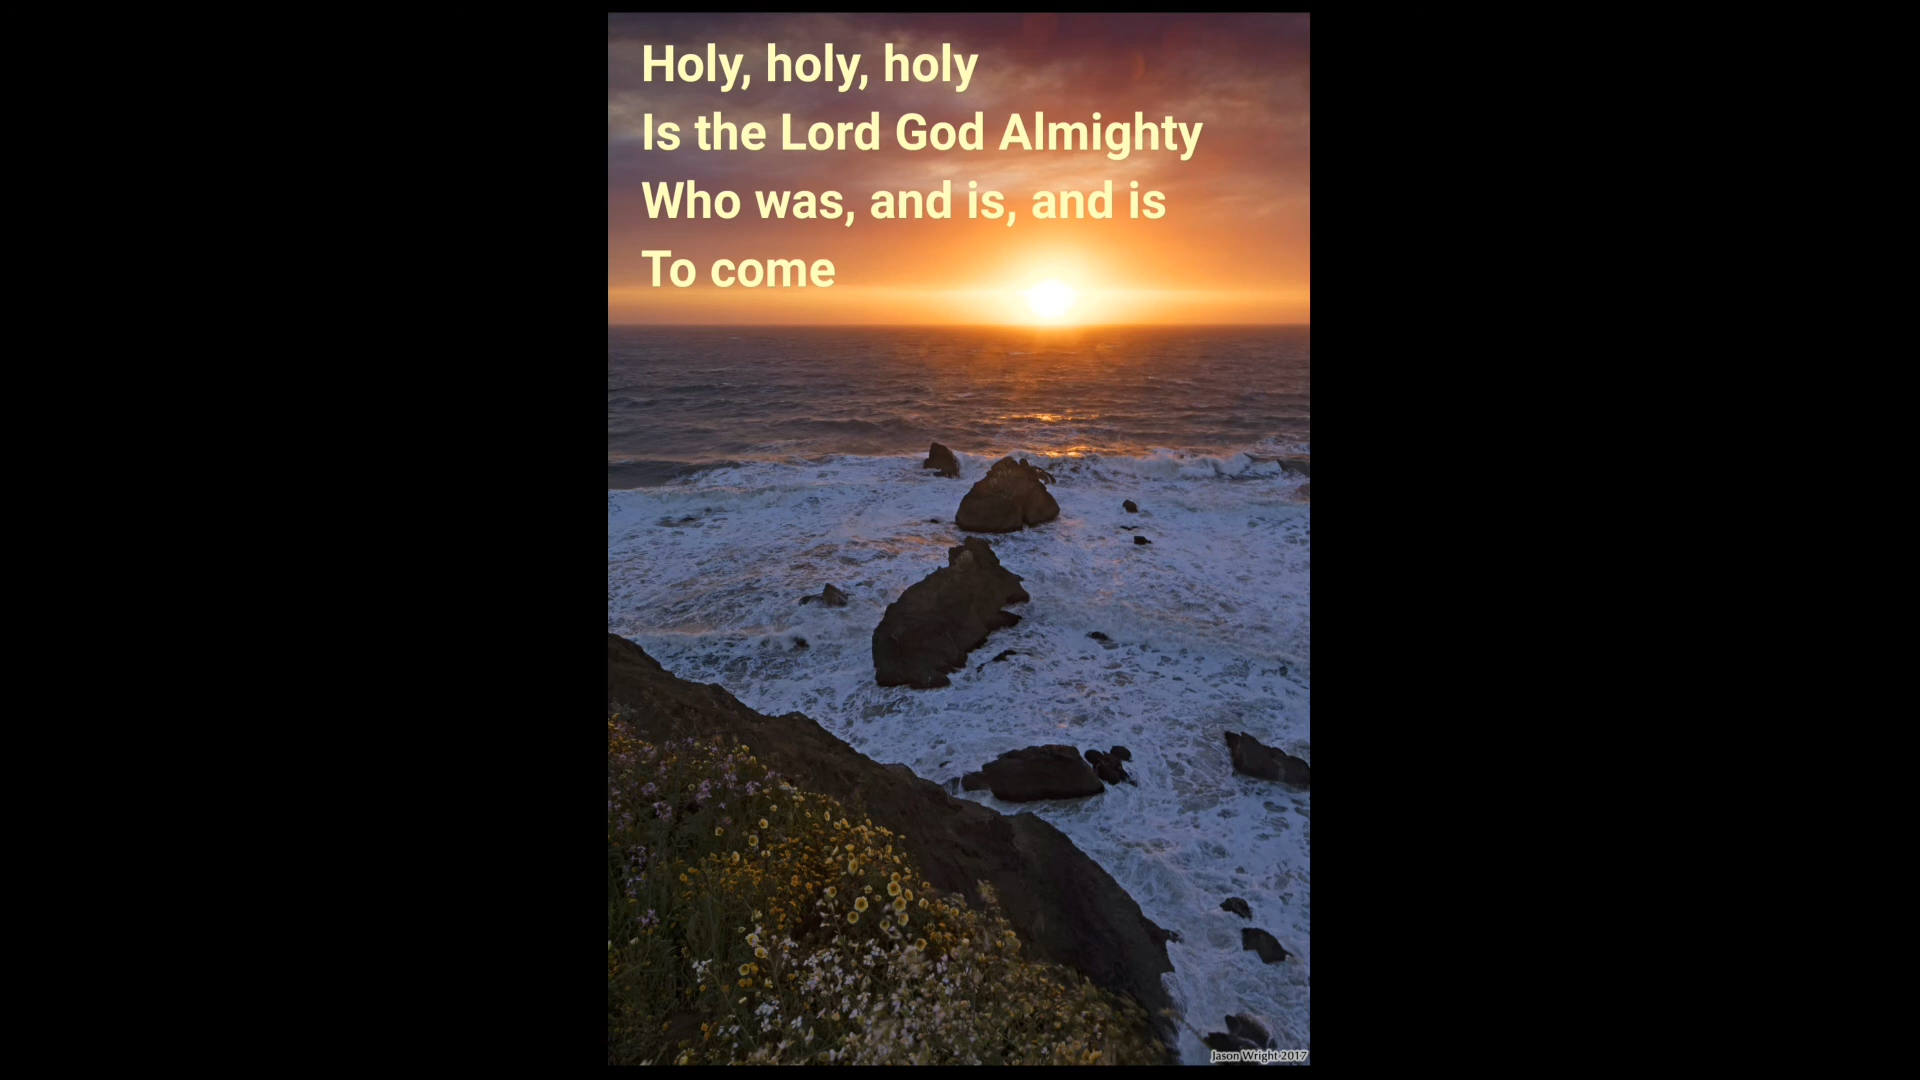 Holy, holy, holy
Is the Lord God Almighty
Who was, and is, and is
To come
Jason Wright 2017